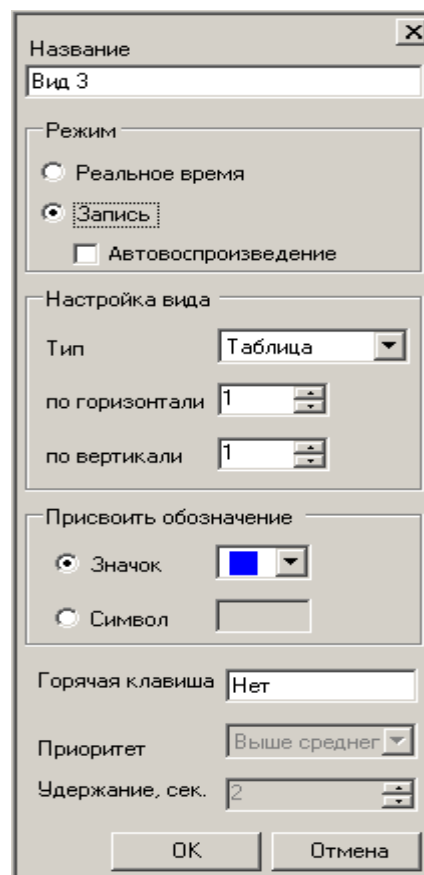 Название
Вид 3
Режим
Реальное время
Запись
Автовоспроизведение
Настройка вида
Тип Таблица
по горизонтали 1
по вертикали 1
Присвоить обозначение
Значок
Символ
Горячая клавиша Нет
Приоритет Выше среднег
Удержание, сек. 2
OK Отмена